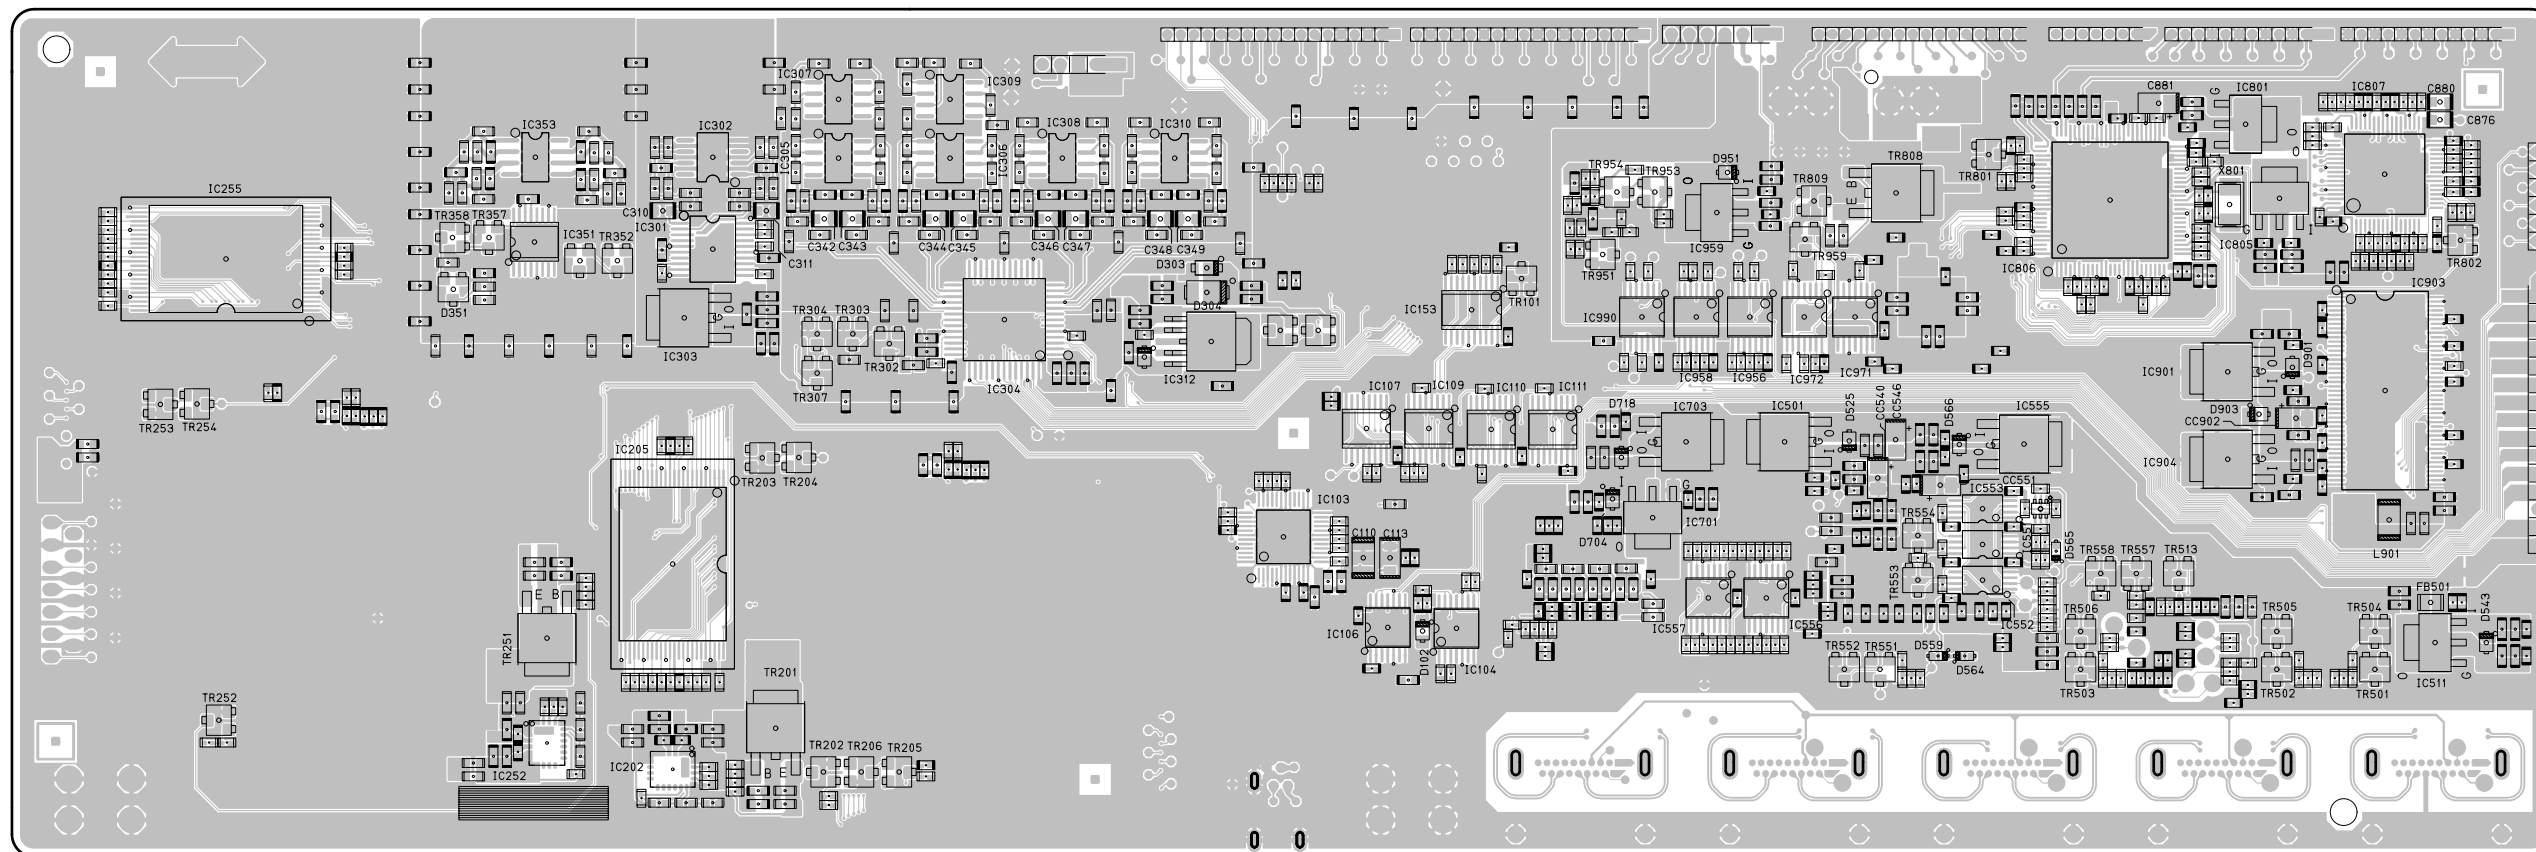 IC307
IC309
C881
IC801
G
IC807
C880
C876
IC353
IC302
IC305
IC306
IC308
IC310
O
I
TR954
TR953
D951
TR808
TR801
X801
IC255
O
I
B
E
TR809
C310
IC301
TR358
TR357
IC351
TR352
C342
C343
C344
C345
C346
C347
C348
C349
IC959
G
TR959
G
IC805
I
TR802
C311
D303
TR951
IC806
D351
D304
TR101
IC903
TR304
TR303
IC153
IC990
O
G
I
TR302
IC303
TR307
IC304
IC312
IC958
IC956
IC972
IC971
D901
IC901
O
G
I
IC107
IC109
IC110
IC111
TR253
TR254
D718
IC703
IC501
D525
CC540
CC546
D566
IC555
D903
CC902
O
G
I
O
G
I
O
G
I
IC904
O
G
I
IC205
TR203
TR204
IC103
I
G
IC701
CC551
IC553
TR554
C110
C113
D704
O
IC555
D565
L901
TR553
TR558
TR557
TR513
FB501
E
B
D543
I
O
G
IC106
D102
IC104
IC557
IC556
IC552
TR506
TR505
TR504
TR251
TR552
TR551
D559
D564
TR201
TR503
TR502
TR501
IC511
TR252
IC252
IC202
B
E
TR202
TR206
TR205